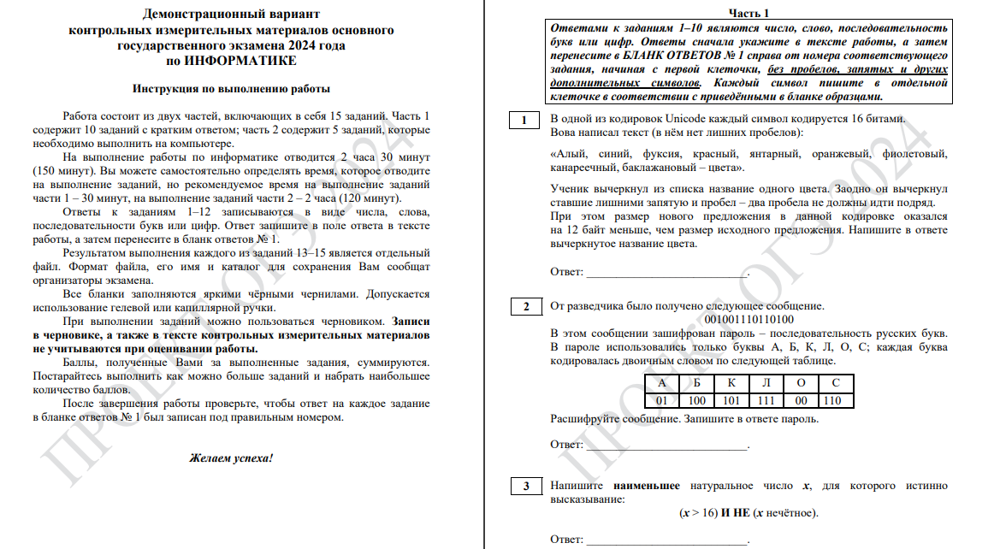 Демонстрационный вариант
контрольных измерительных материалов основного
государственного экзамена 2024 года
по ИНФОРМАТИКЕ
Инструкция по выполнению работы
Работа состоит из двух частей, включающих в себя 15 заданий. Часть 1
содержит 10 заданий с кратким ответом; часть 2 содержит 5 заданий, которые
необходимо выполнить на компьютере.
На выполнение работы по информатике отводится 2 часа 30 минут
(150 минут). Вы можете самостоятельно определять время, которое отводите
на выполнение заданий, но рекомендуемое время на выполнение заданий
части 1 – 30 минут, на выполнение заданий части 2 – 2 часа (120 минут).
Ответы к заданиям 1–12 записываются в виде числа, слова,
последовательности букв или цифр. Ответ запишите в поле ответа в тексте
работы, а затем перенесите в бланк ответов № 1.
Результатом выполнения каждого из заданий 13–15 является отдельный
файл. Формат файла, его имя и каталог для сохранения Вам сообщат
организаторы экзамена.
Все бланки заполняются яркими чёрными чернилами. Допускается
использование гелевой или капиллярной ручки.
При выполнении заданий можно пользоваться черновиком. Записи
в черновике, а также в тексте контрольных измерительных материалов
не учитываются при оценивании работы.
Баллы, полученные Вами за выполненные задания, суммируются.
Постарайтесь выполнить как можно больше заданий и набрать наибольшее
количество баллов.
После завершения работы проверьте, чтобы ответ на каждое задание
в бланке ответов № 1 был записан под правильным номером.
Желаем успеха!
ПРОЕКТ ОГЭ 2024
Часть 1
Ответами к заданиям 1–10 являются число, слово, последовательность
букв или цифр. Ответы сначала укажите в тексте работы, а затем
перенесите в БЛАНК ОТВЕТОВ № 1 справа от номера соответствующего
задания, начиная с первой клеточки, без пробелов, запятых и других
дополнительных символов. Каждый символ пишите в отдельной
клеточке в соответствии с приведёнными в бланке образцами.
1 В одной из кодировок Unicode каждый символ кодируется 16 битами.
Вова написал текст (в нём нет лишних пробелов):
«Алый, синий, фуксия, красный, янтарный, оранжевый, фиолетовый,
канареечный, баклажановый – цвета».
Ученик вычеркнул из списка название одного цвета. Заодно он вычеркнул
ставшие лишними запятую и пробел – два пробела не должны идти подряд.
При этом размер нового предложения в данной кодировке оказался
на 12 байт меньше, чем размер исходного предложения. Напишите в ответе
вычеркнутое название цвета.
Ответ: ___________________________.
2 От разведчика было получено следующее сообщение.
001001110110100
В этом сообщении зашифрован пароль – последовательность русских букв.
В пароле использовались только буквы А, Б, К, Л, О, С; каждая буква
кодировалась двоичным словом по следующей таблице.
А Б К Л О С
01 100 101 111 00 110
Расшифруйте сообщение. Запишите в ответе пароль.
Ответ: ___________________________.
3 Напишите наименьшее натуральное число x, для которого истинно
высказывание:
(x > 16) И НЕ (x нечётное).
Ответ: ___________________________.
ПРОЕКТ ОГЭ 2024